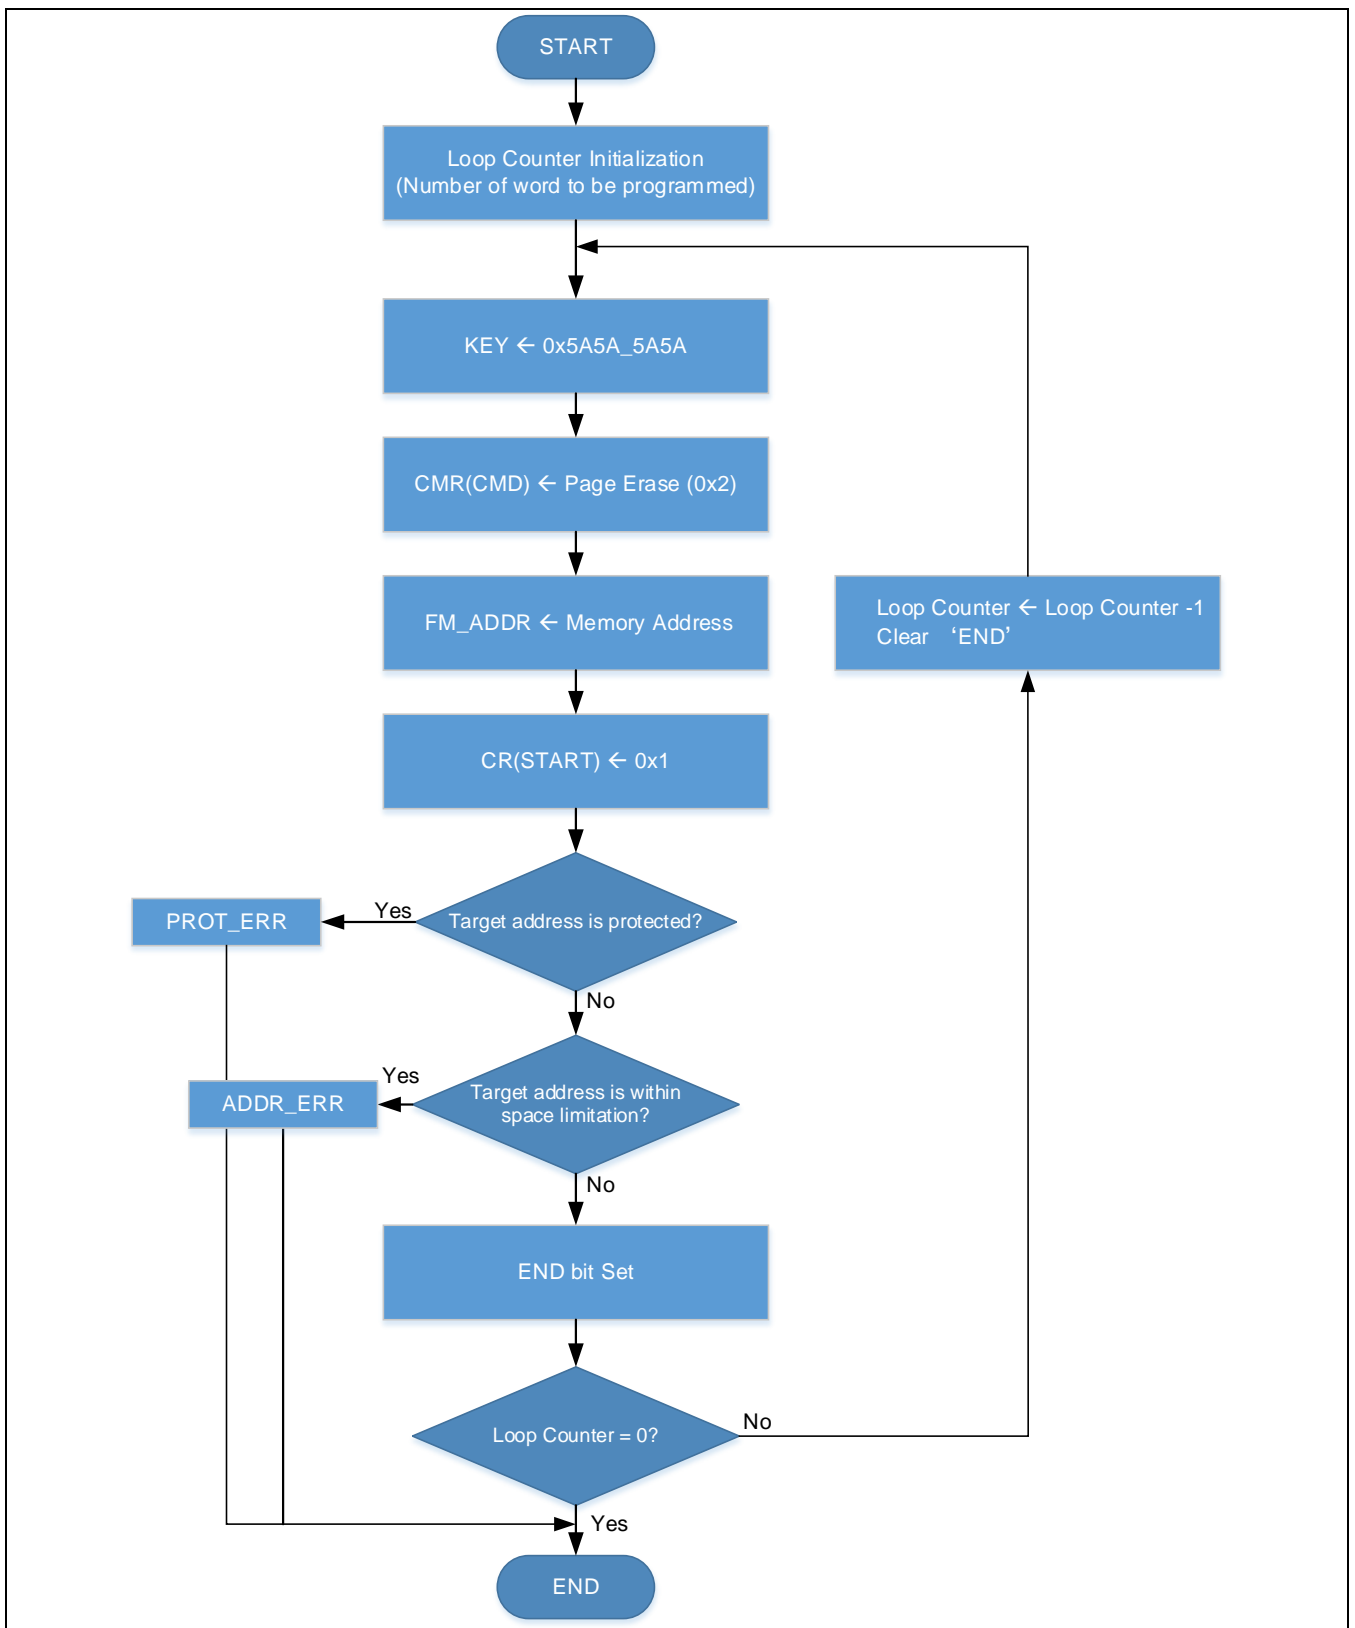 START
Loop Counter Initialization
(Number of word to be programmed)
KEY ← 0x5A5A_5A5A
CMR(CMD) ← Page Erase (0x2)
FM_ADDR ← Memory Address
Loop Counter ← Loop Counter -1
Clear ‘END’
CR(START) ← 0x1
PROT_ERR
Yes
Target address is protected?
No
ADDR_ERR
Yes
Target address is within
space limitation?
No
END bit Set
Loop Counter = 0?
No
Yes
END